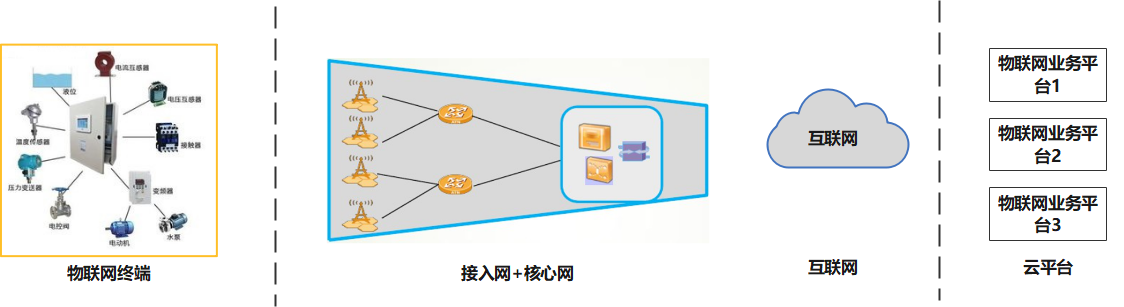 电流互感器
液位
电压互感器
温度传感器
接触器
压力变送器
变频器
电控阀
电动机
水泵
物联网终端
接入网+核心网
互联网
互联网
物联网业务平
台1
物联网业务平
台2
物联网业务平
台3
云平台